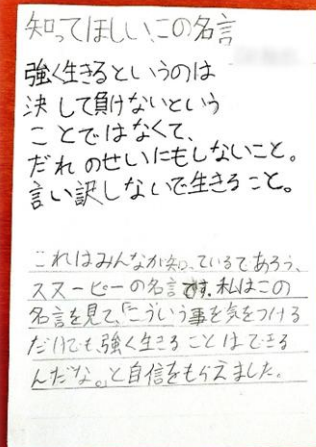 知ってほしい、この名言
強く生きるというのは
決して負けないという
ことではなくて、
だれのせいにもしないこと。
言い訳しないで生きること。
これはみんなが知っているであろう、
スヌーピーの名言です。私はこの
名言を見て、「こういう事を気をつける
だけでも、強く生きることはできる
んだな。」と自信をもらえました。